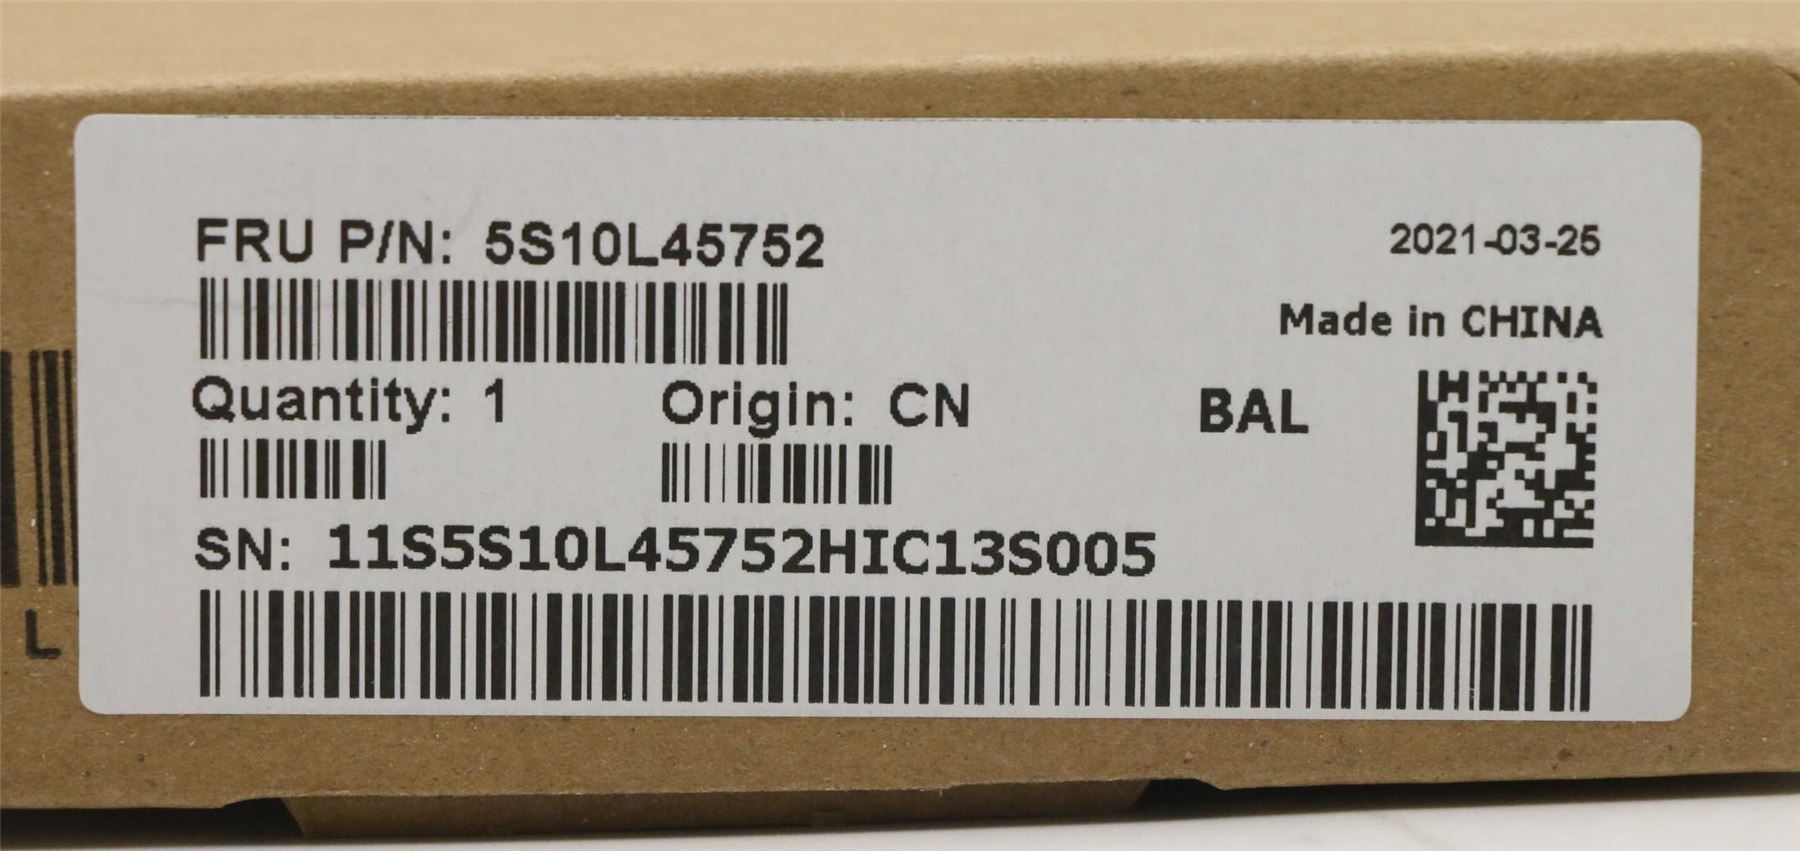 FRU P/N: 5S10L45752
2021-03-25
Made in CHINA
Quantity: 1
Origin: CN
BAL
SN: 11S5S10L45752HIC13S005
L